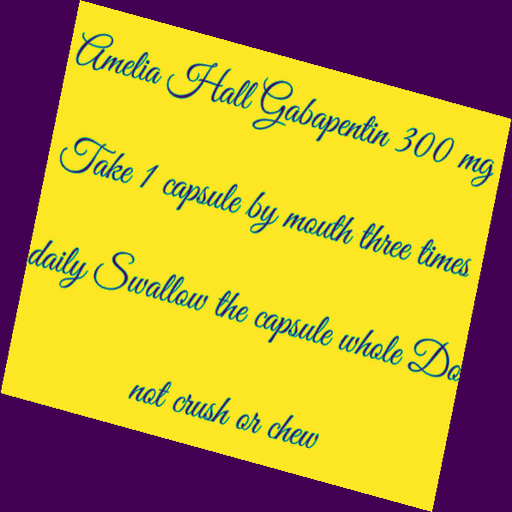 Amelia Hall Gabapentin 300 mg
Take 1 capsule by mouth three times
daily Swallow the capsule whole Do
not crush or chew